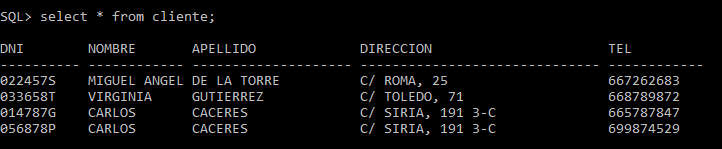 SQL> select * from cliente;
DNI NOMBRE APELLIDO DIRECCION TEL
---------- ------------ -------------------- ------------------------------ ------------
022457S MIGUEL ANGEL DE LA TORRE C/ ROMA, 25 667262683
033658T VIRGINIA GUTIERREZ C/ TOLEDO, 71 668789872
014787G CARLOS CACERES C/ SIRIA, 191 3-C 665787847
056878P CARLOS CACERES C/ SIRIA, 191 3-C 699874529